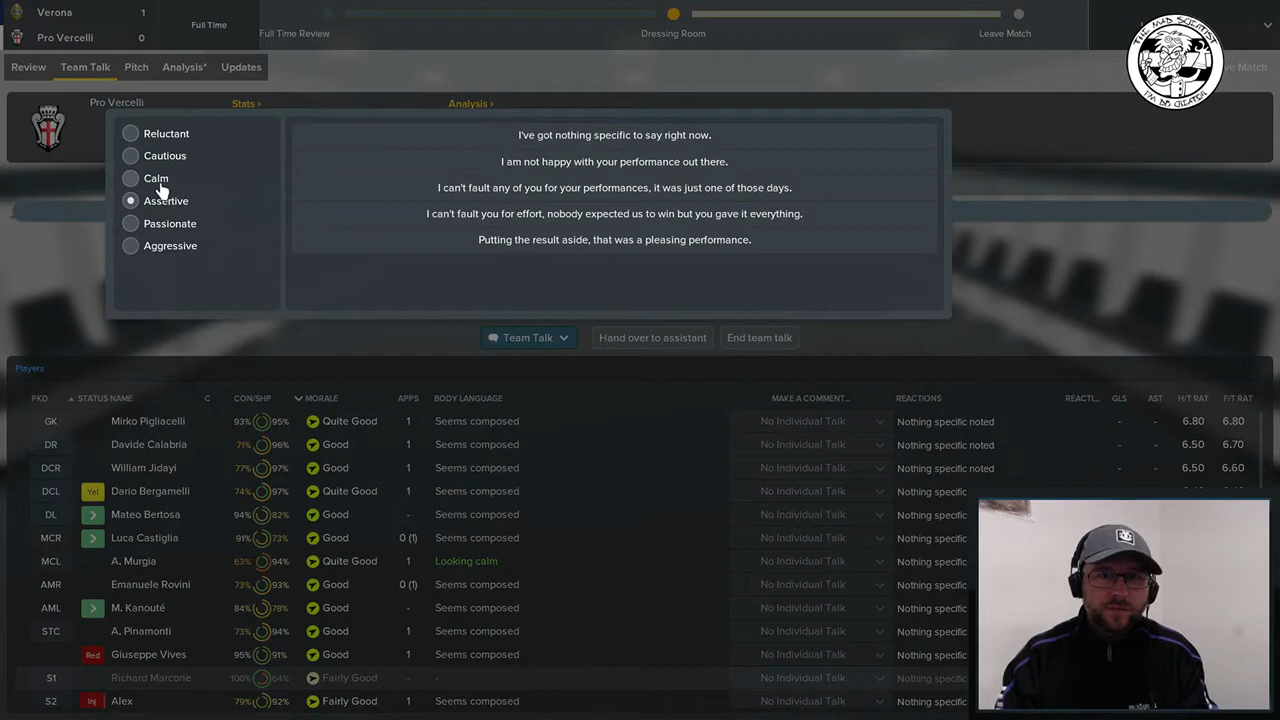 Verona 1
Pro Vercelli 0
Full Time
Full Time Review
Dressing Room
Leave Match
THE MAD SCIENTIST
I'M DB CREATOR
Review Team Talk Pitch Analysis* Updates
Pro Vercelli Stats > Analysis >
Reluctant
Cautious
Calm
Assertive
Passionate
Aggressive
I've got nothing specific to say right now.
I am not happy with your performance out there.
I can't fault any of you for your performances, it was just one of those days.
I can't fault you for effort, nobody expected us to win but you gave it everything.
Putting the result aside, that was a pleasing performance.
Team Talk Hand over to assistant End team talk
Players
PKD STATUS NAME C CON/SHP MORALE APPS BODY LANGUAGE MAKE A COMMENT... REACTIONS REACTI... GLS AST H/T RAT F/T RAT
GK Mirko Pigliacelli 93% 95% Quite Good 1 Seems composed No Individual Talk Nothing specific noted - - 6.80 6.80
DR Davide Calabria 71% 96% Good 1 Seems composed No Individual Talk Nothing specific noted - - 6.50 6.70
DCR William Jidayi 77% 97% Good 1 Seems composed No Individual Talk Nothing specific noted - - 6.50 6.60
DCL Yel Dario Bergamelli 74% 97% Quite Good 1 Seems composed No Individual Talk Nothing specific
DL Mateo Bertosa 94% 82% Good - Seems composed No Individual Talk Nothing specific
MCR Luca Castiglia 91% 73% Good 0 (1) Seems composed No Individual Talk Nothing specific
MCL A. Murgia 63% 94% Quite Good 1 Looking calm No Individual Talk Nothing specific
AMR Emanuele Rovini 73% 93% Good 0 (1) Seems composed No Individual Talk Nothing specific
AML M. Kanouté 84% 78% Good - Seems composed No Individual Talk Nothing specific
STC A. Pinamonti 73% 94% Good 1 Seems composed No Individual Talk Nothing specific
Red Giuseppe Vives 95% 91% Good 1 Seems composed No Individual Talk Nothing specific
S1 Richard Marcone 100% 64% Fairly Good - - No Individual Talk Nothing specific
S2 Inj Alex 79% 92% Fairly Good 1 Seems composed No Individual Talk Nothing specific